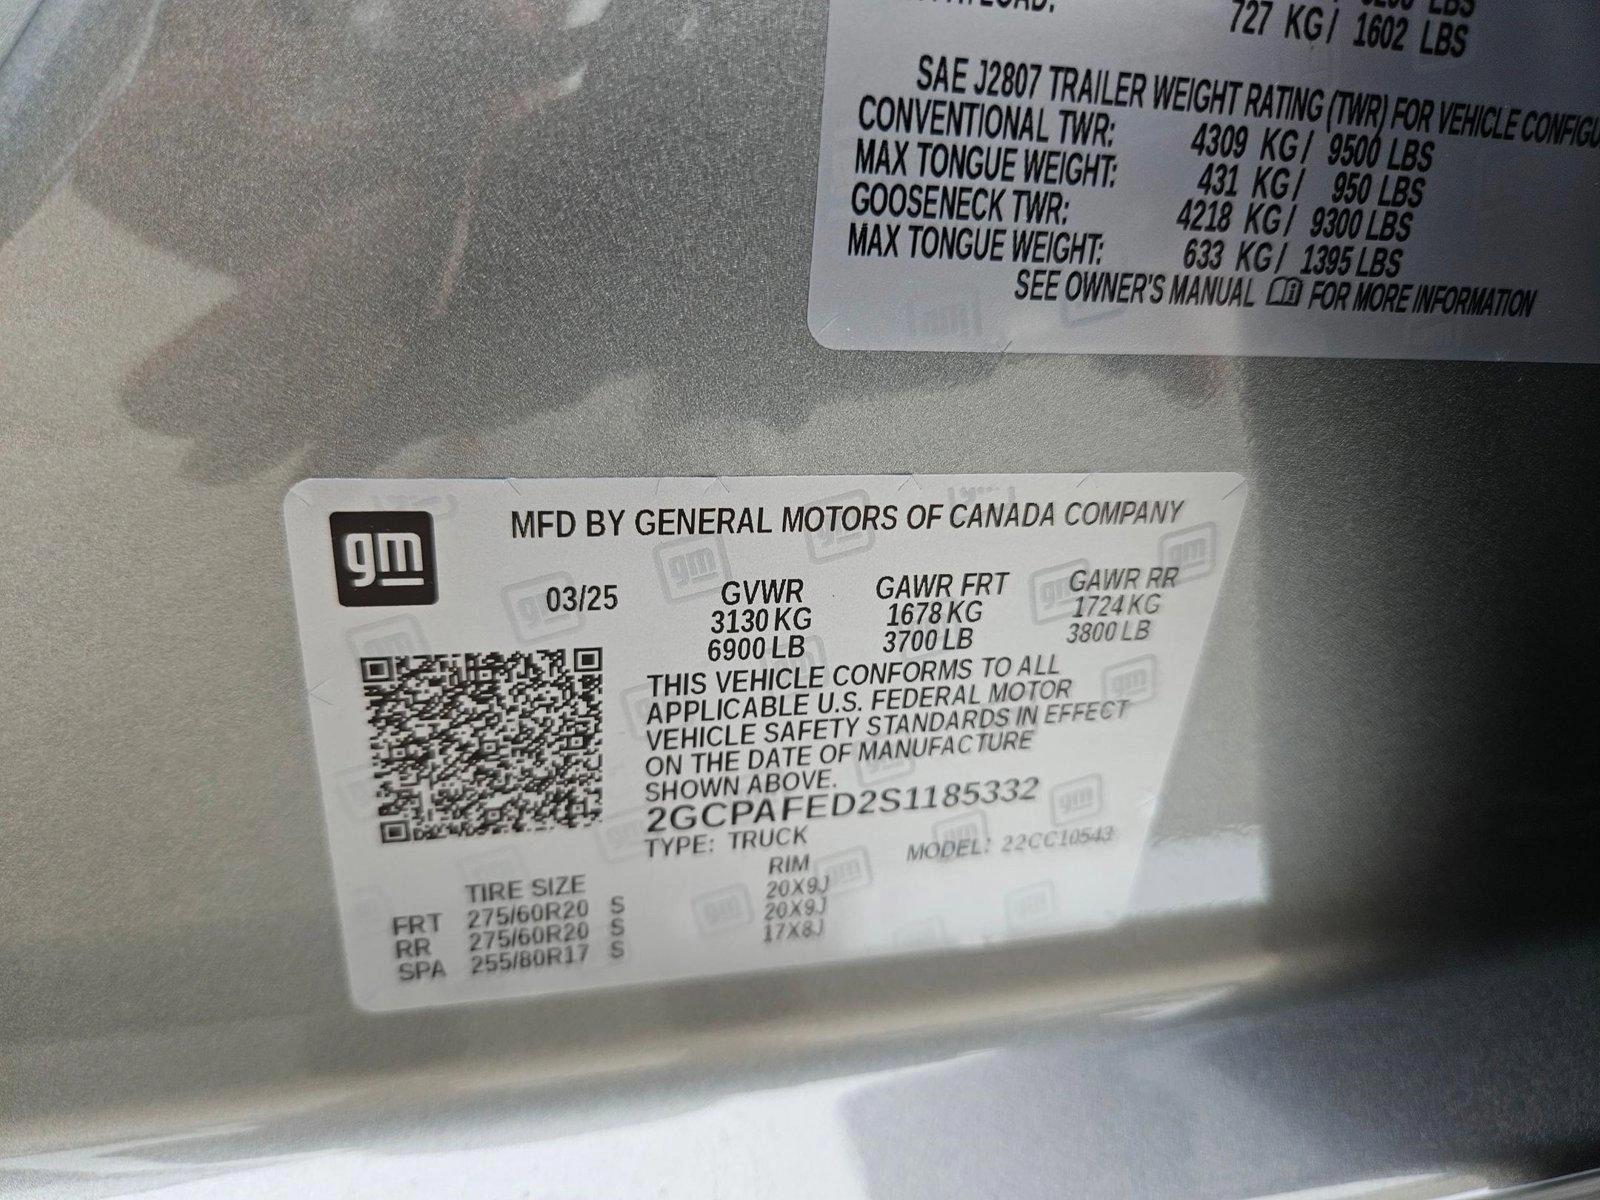 727 KG/ 1602 LBS
SAE J2807 TRAILER WEIGHT RATING (TWR) FOR VEHICLE CONFIGU
CONVENTIONAL TWR: 4309 KG/ 9500 LBS
MAX TONGUE WEIGHT: 431 KG/ 950 LBS
GOOSENECK TWR: 4218 KG/ 9300 LBS
MAX TONGUE WEIGHT: 633 KG/ 1395 LBS
SEE OWNER'S MANUAL FOR MORE INFORMATION
gm
MFD BY GENERAL MOTORS OF CANADA COMPANY
03/25 GVWR GAWR FRT GAWR RR
3130 KG 1678 KG 1724 KG
6900 LB 3700 LB 3800 LB
THIS VEHICLE CONFORMS TO ALL
APPLICABLE U.S. FEDERAL MOTOR
VEHICLE SAFETY STANDARDS IN EFFECT
ON THE DATE OF MANUFACTURE
SHOWN ABOVE.
2GCPAFED2S1185332
TYPE: TRUCK MODEL: 22CC10543
TIRE SIZE RIM
FRT 275/60R20 S 20X9J
RR 275/60R20 S 20X9J
SPA 255/80R17 S 17X8J